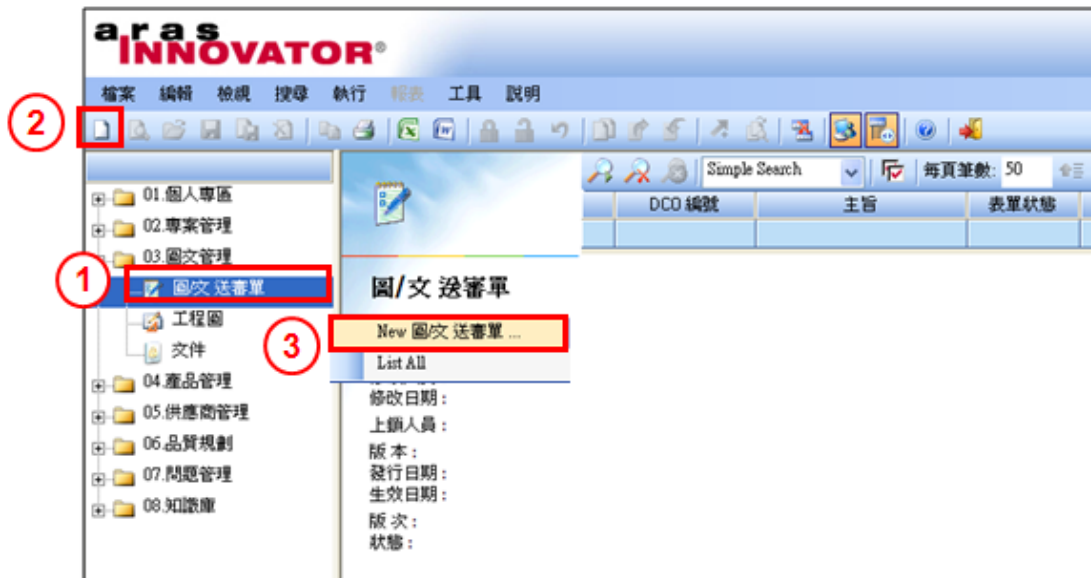 aras
INNOVATOR®
檔案 編輯 檢視 搜尋 執行 報表 工具 說明
2
Simple Search 每頁筆數: 50
01.個人專區
DCO 編號 主旨 表單狀態
02.專案管理
03.圖文管理
1
圖/文 送審單
圖/文 送審單
工程圖
3
New 圖/文 送審單 ...
文件
List All
04.產品管理
修改日期:
05.供應商管理
上鎖人員:
06.品質規劃
版本:
07.問題管理
發行日期:
生效日期:
08.知識庫
版次:
狀態: